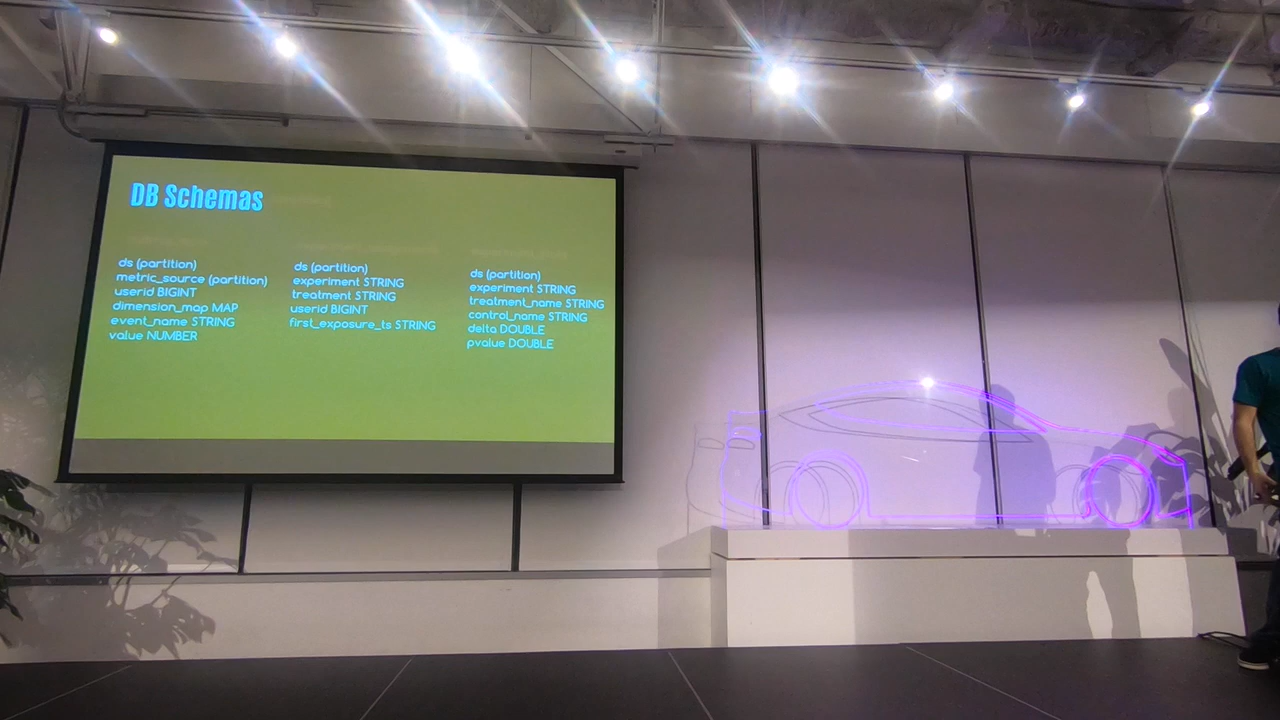 DB Schemas
ds (partition)
metric_source (partition)
userid BIGINT
dimension_map MAP
event_name STRING
value NUMBER
ds (partition)
experiment STRING
treatment STRING
userid BIGINT
first_exposure_ts STRING
ds (partition)
experiment STRING
treatment_name STRING
control_name STRING
delta DOUBLE
pvalue DOUBLE